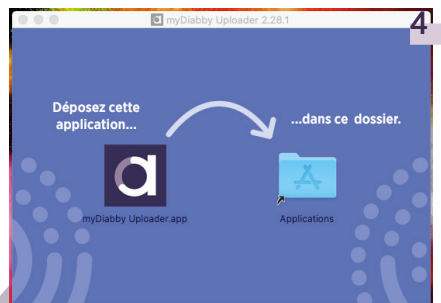 myDiabby Uploader 2.28.1
4
Déposez cette
application...
...dans ce dossier.
myDiabby Uploader.app
Applications